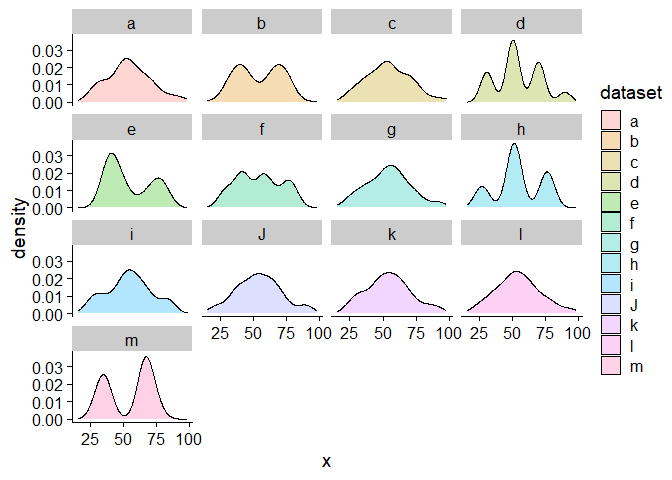 a b c d
0.03
0.02
0.01
0.00
e f g h
0.03
0.02
0.01
0.00
i J k l
0.03
0.02
0.01
0.00
25 50 75 100 25 50 75 100 25 50 75 100
m
0.03
0.02
0.01
0.00
25 50 75 100
x
density
dataset
a
b
c
d
e
f
g
h
i
J
k
l
m